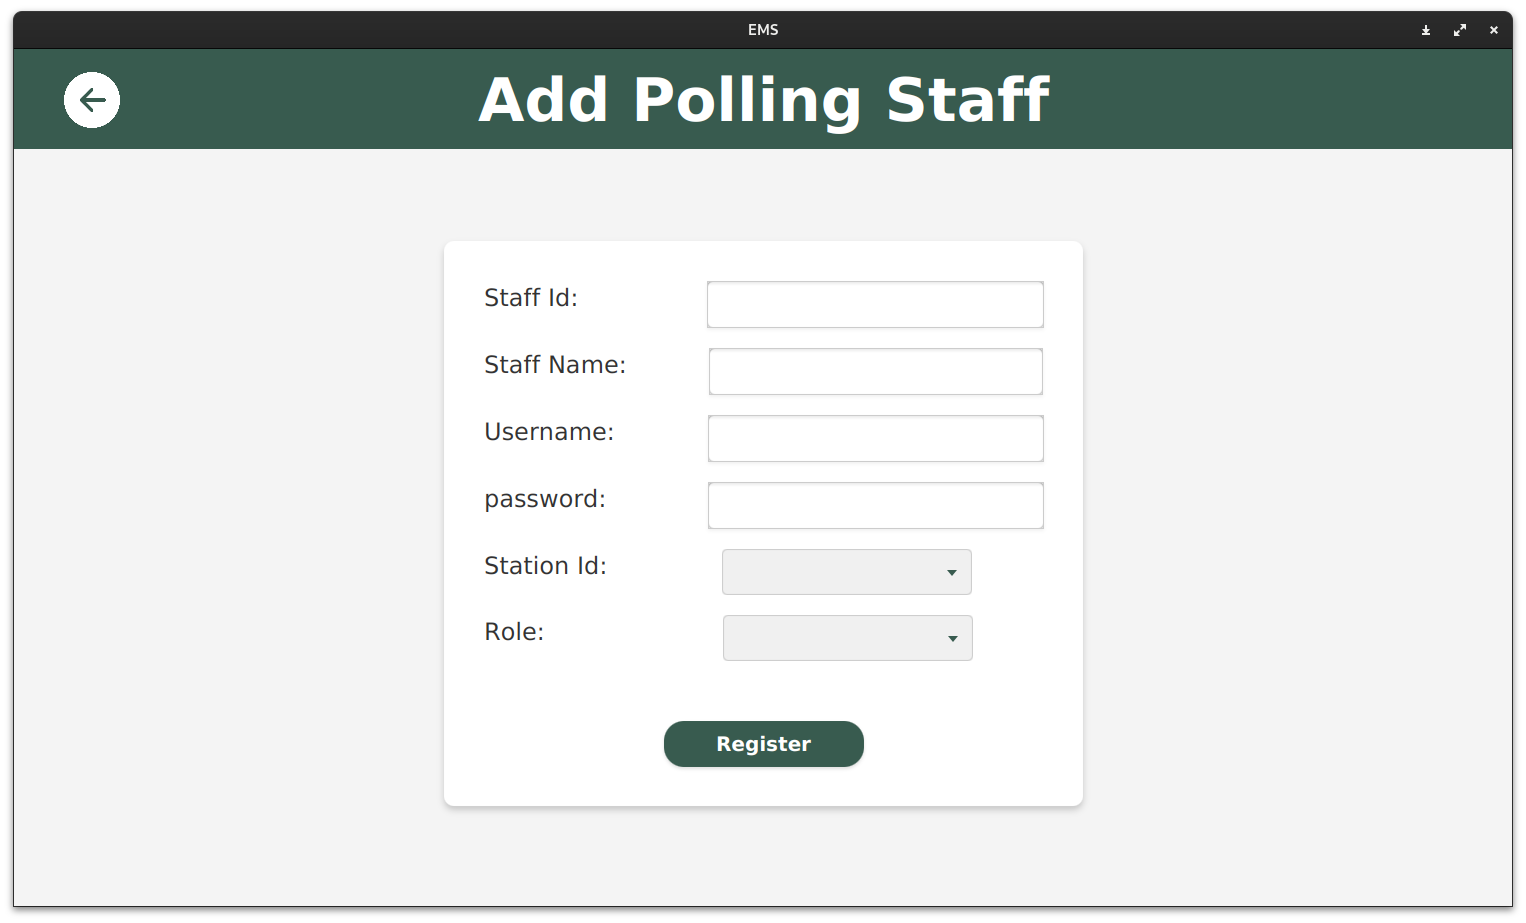 EMS
Add Polling Staff
Staff Id:
Staff Name:
Username:
password:
Station Id:
Role:
Register